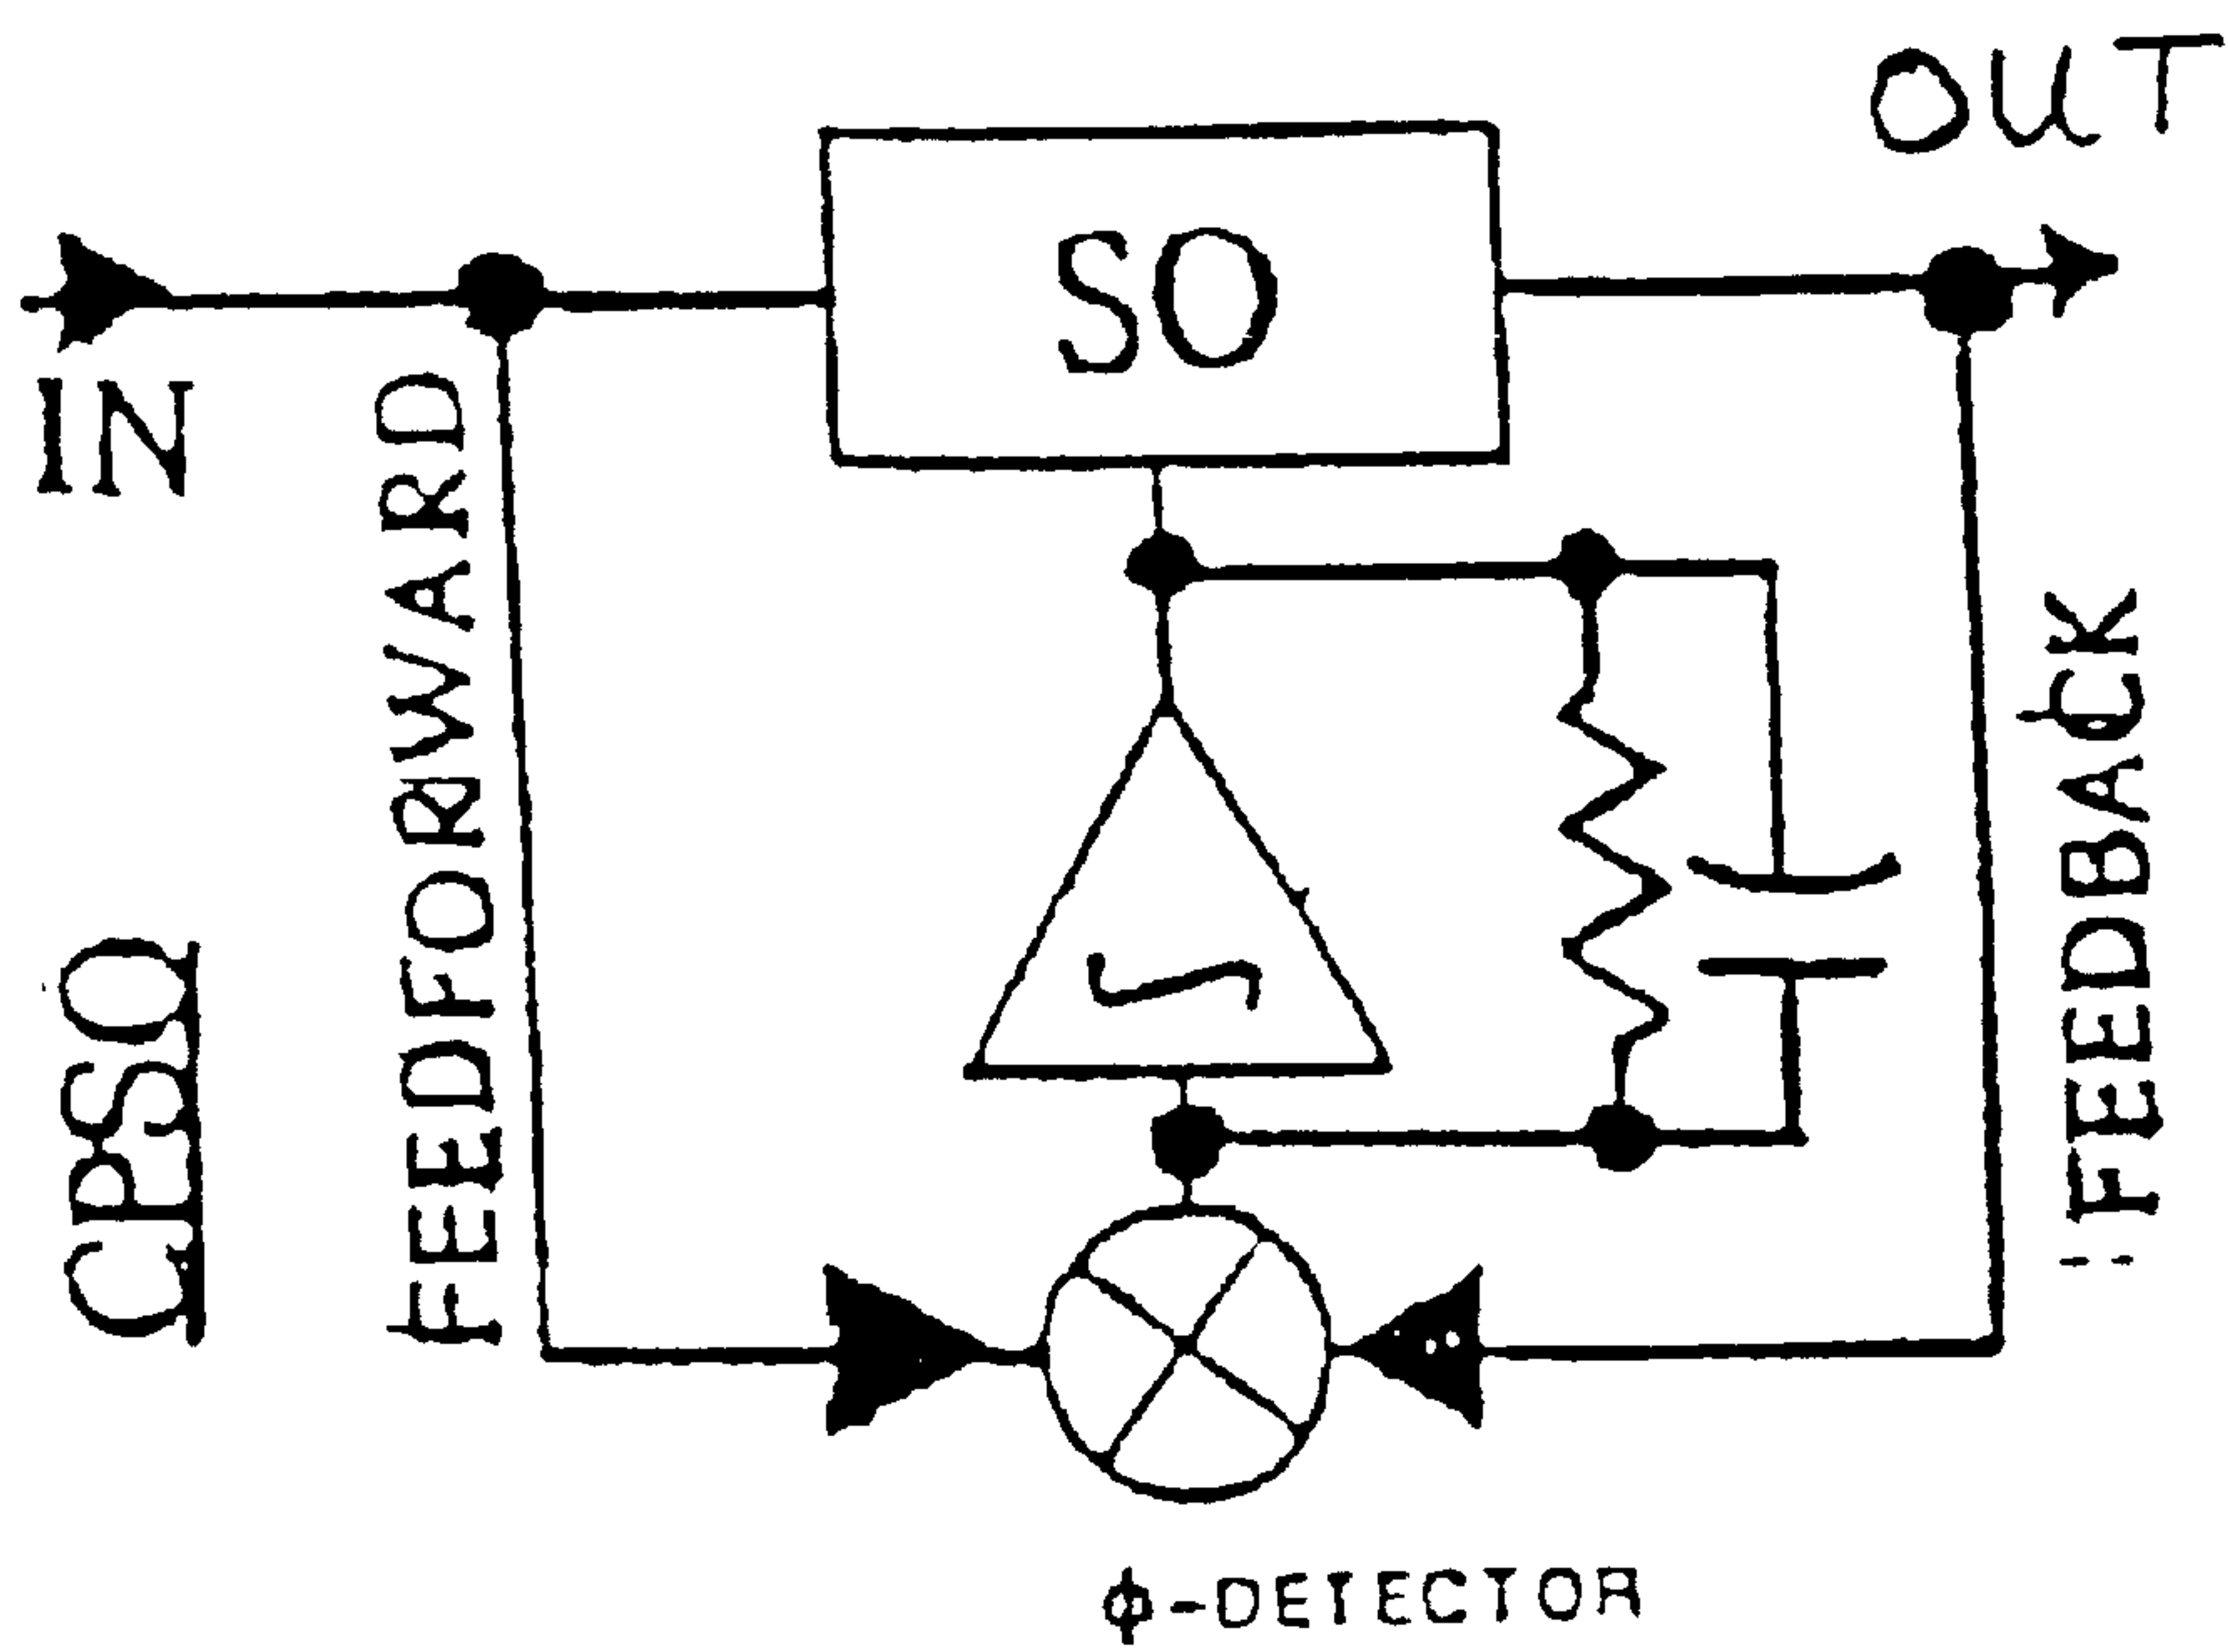 OUT
SO
IN
FEEDFORWARD
FEEDBACK
CPSO
∫
ϕ-DETECTOR